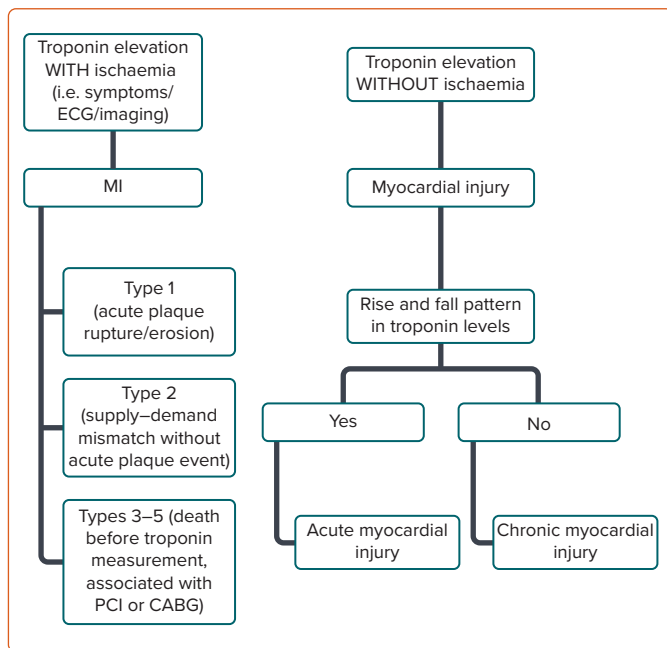 Troponin elevation
WITH ischaemia
(i.e. symptoms/
ECG/imaging)
MI
Type 1
(acute plaque
rupture/erosion)
Type 2
(supply–demand
mismatch without
acute plaque event)
Types 3–5 (death
before troponin
measurement,
associated with
PCI or CABG)
Troponin elevation
WITHOUT ischaemia
Myocardial injury
Rise and fall pattern
in troponin levels
Yes
No
Acute myocardial
injury
Chronic myocardial
injury